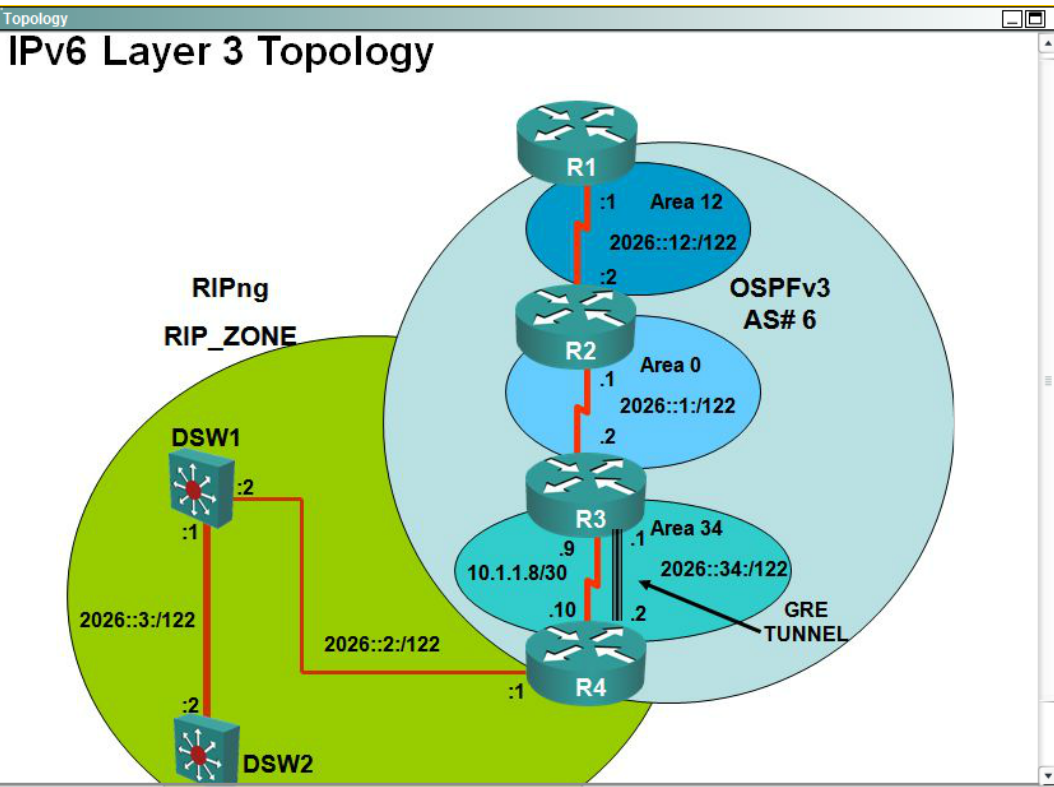 Topology
IPv6 Layer 3 Topology
R1
:1
Area 12
2026::12:/122
:2
RIPng
RIP_ZONE
OSPFv3
AS# 6
R2
.1
Area 0
2026::1:/122
.2
DSW1
:2
:1
R3
.9
.1
Area 34
10.1.1.8/30
2026::34:/122
.10
.2
GRE
TUNNEL
2026::3:/122
2026::2:/122
:1
R4
:2
DSW2